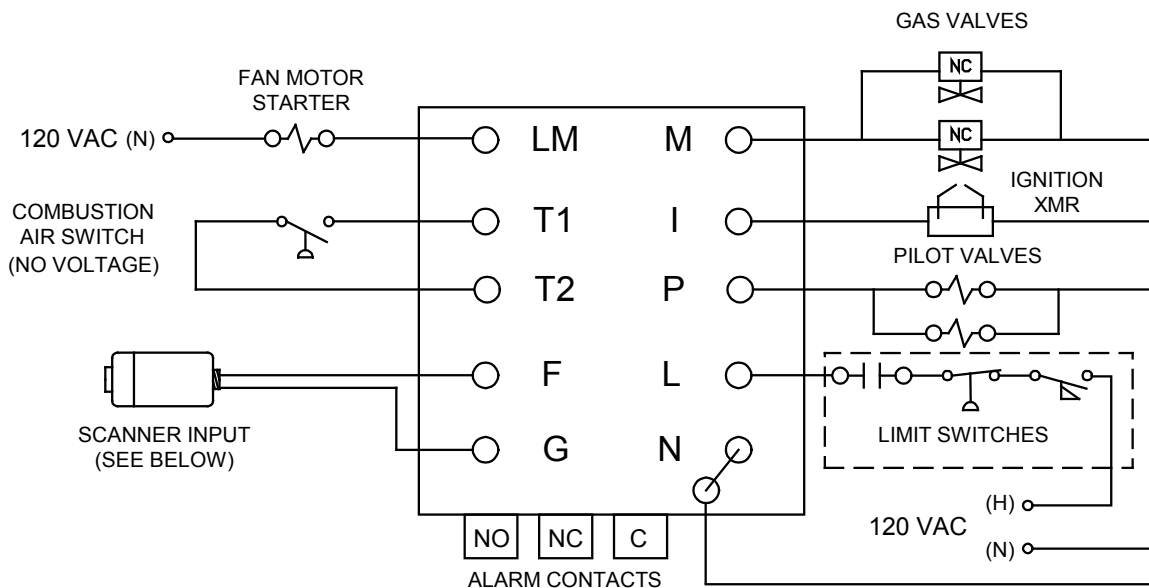 GAS VALVES
NC
FAN MOTOR
STARTER
120 VAC (N)
LM
M
NC
COMBUSTION
AIR SWITCH
(NO VOLTAGE)
T1
I
IGNITION
XMR
T2
P
PILOT VALVES
F
L
SCANNER INPUT
(SEE BELOW)
G
N
LIMIT SWITCHES
120 VAC
(H)
(N)
NO
NC
C
ALARM CONTACTS